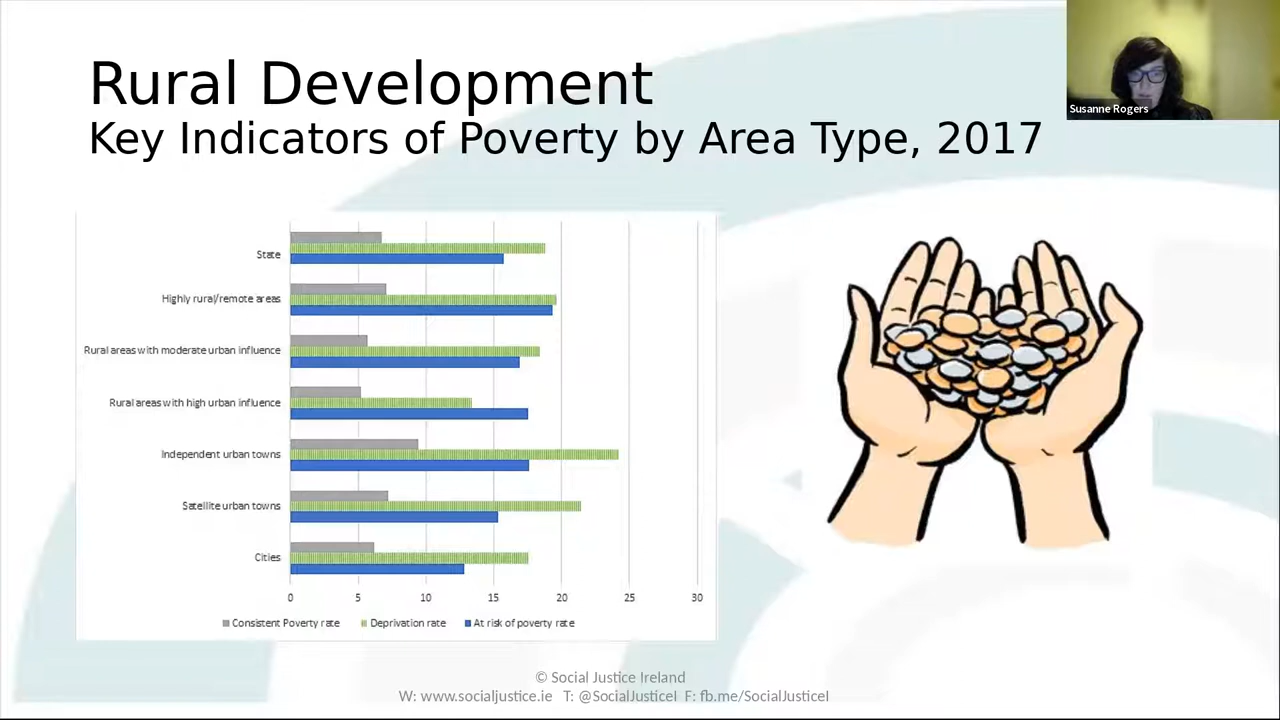 Rural Development
Key Indicators of Poverty by Area Type, 2017
Susanne Rogers
State
Highly rural/remote areas
Rural areas with moderate urban influence
Rural areas with high urban influence
Independent urban towns
Satellite urban towns
Cities
0 5 10 15 20 25 30
Consistent Poverty rate Deprivation rate At risk of poverty rate
© Social Justice Ireland
W: www.socialjustice.ie T: @SocialJusticeI F: fb.me/SocialJusticeI